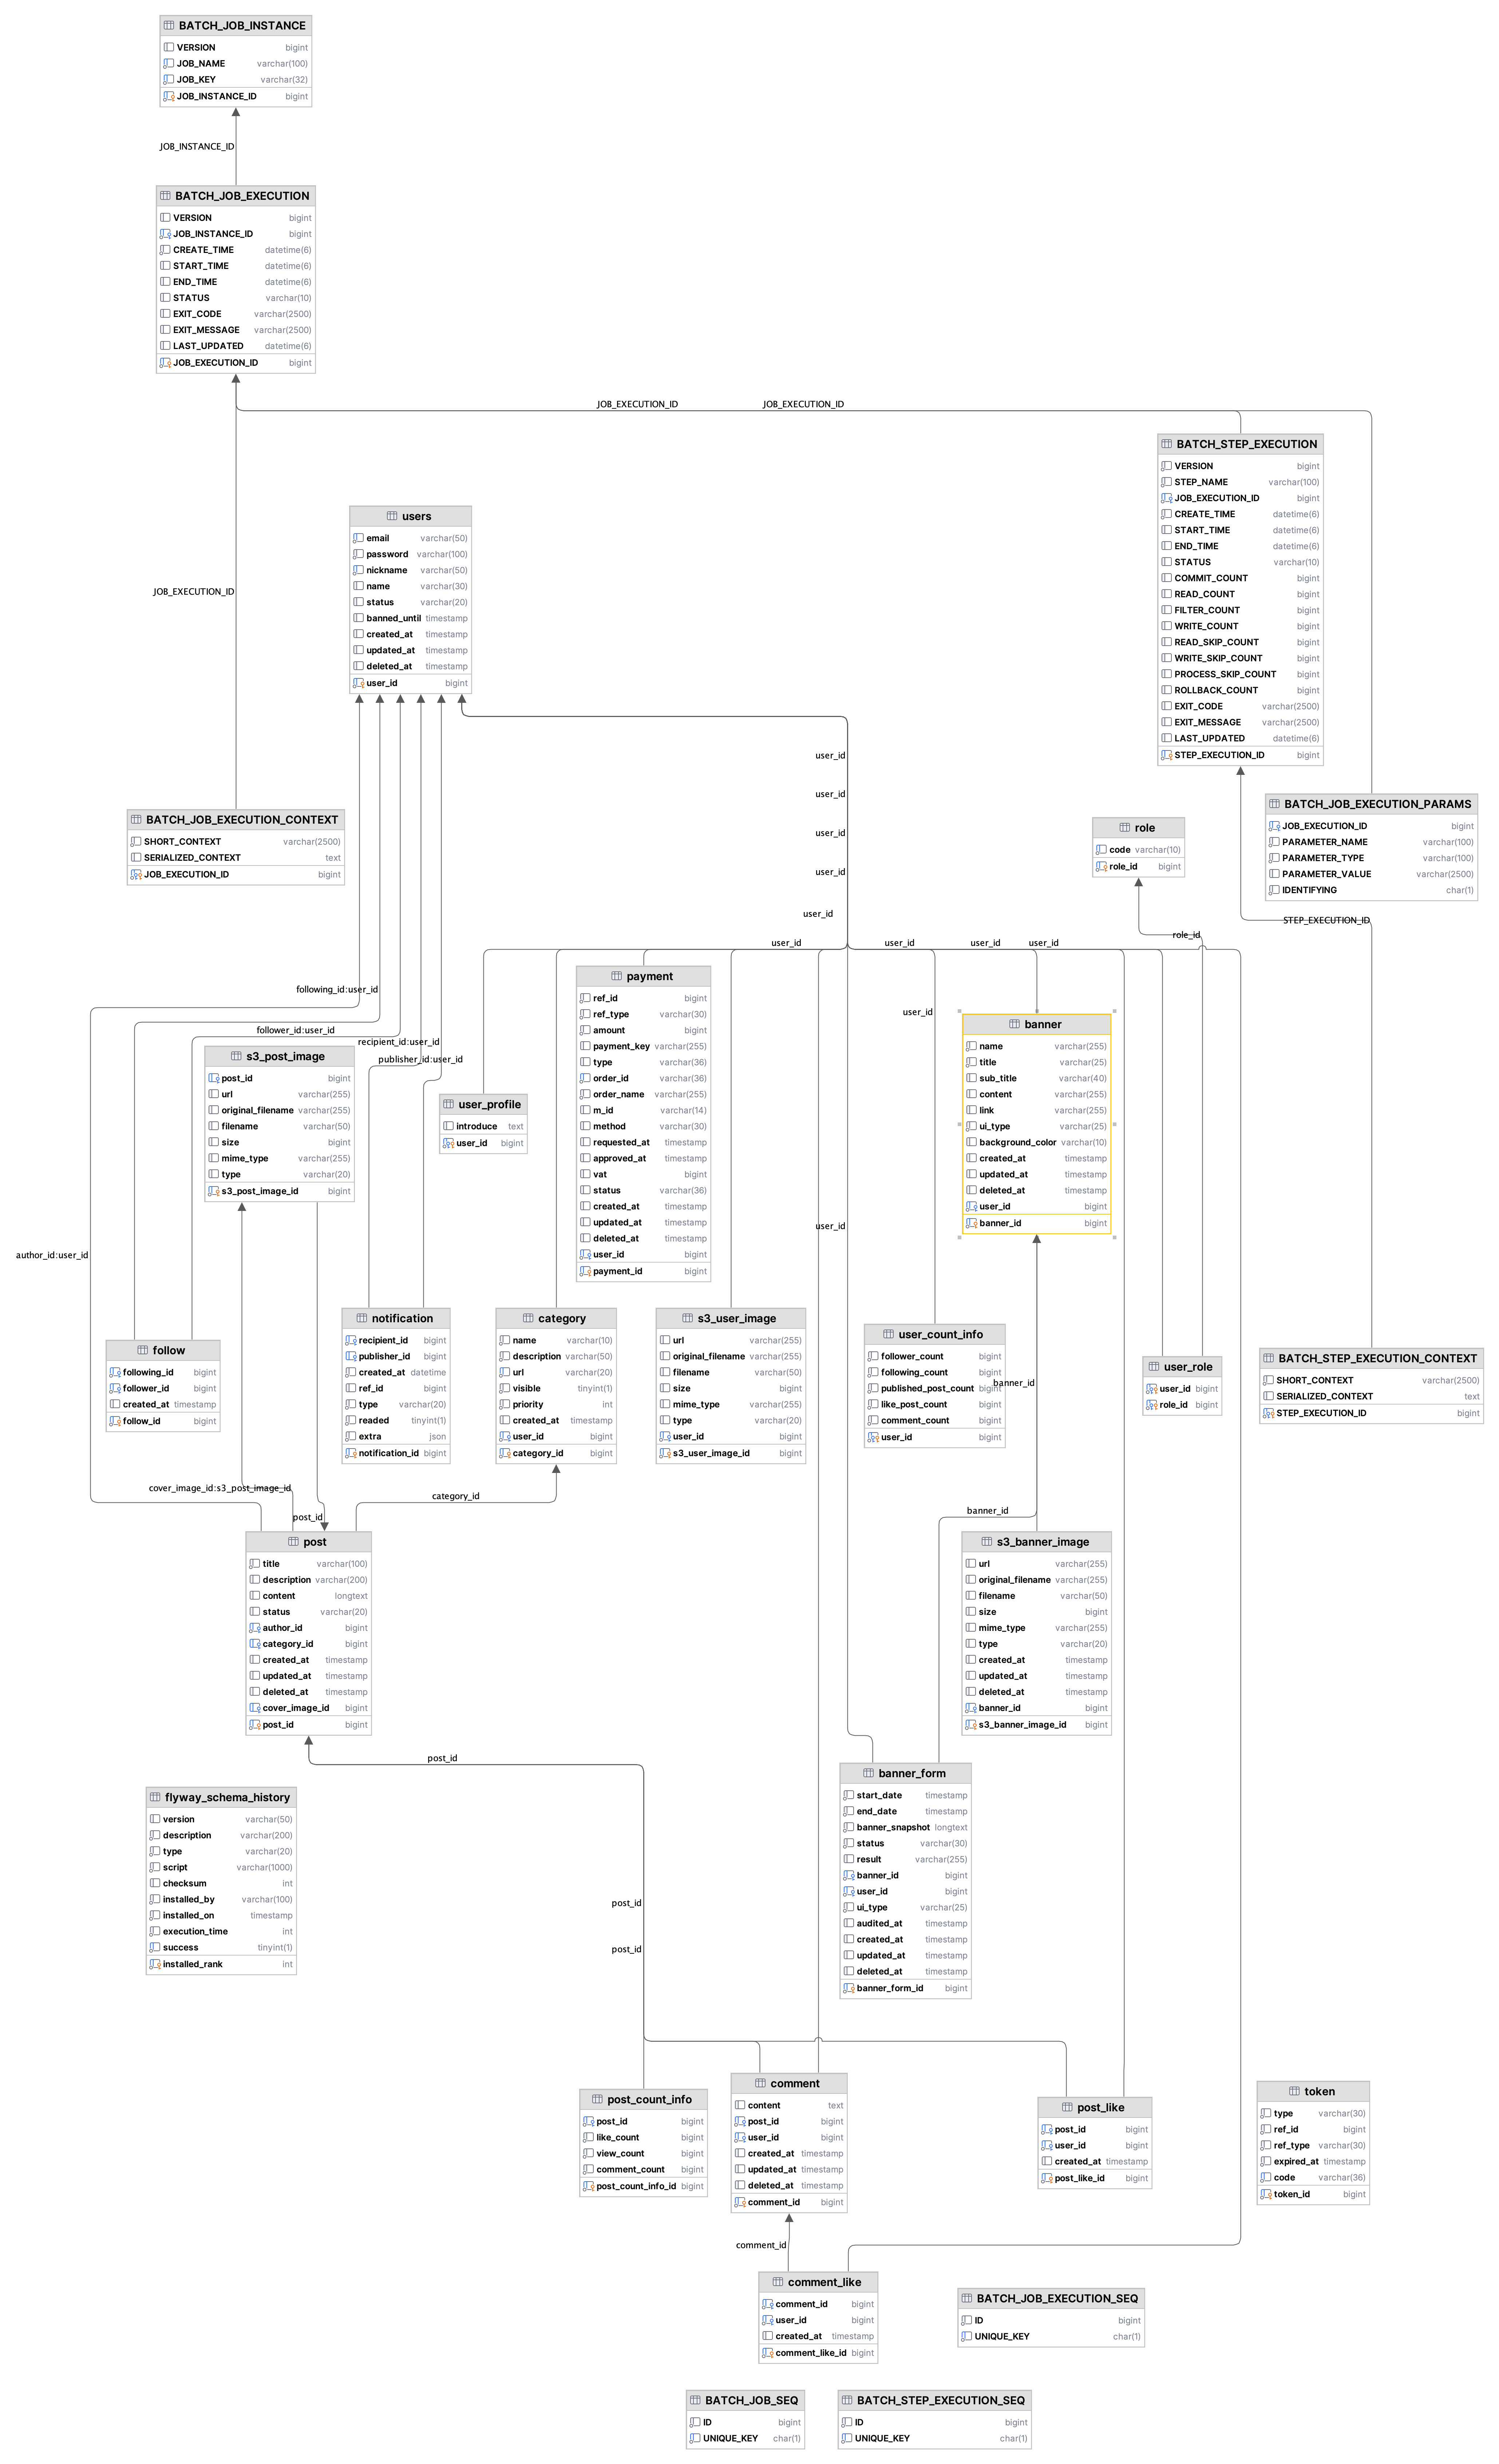 BATCH_JOB_INSTANCE
VERSION bigint
JOB_NAME varchar(100)
JOB_KEY varchar(32)
JOB_INSTANCE_ID bigint
JOB_INSTANCE_ID
BATCH_JOB_EXECUTION
VERSION bigint
JOB_INSTANCE_ID bigint
CREATE_TIME datetime(6)
START_TIME datetime(6)
END_TIME datetime(6)
STATUS varchar(10)
EXIT_CODE varchar(2500)
EXIT_MESSAGE varchar(2500)
LAST_UPDATED datetime(6)
JOB_EXECUTION_ID bigint
JOB_EXECUTION_ID
JOB_EXECUTION_ID
BATCH_STEP_EXECUTION
VERSION bigint
STEP_NAME varchar(100)
JOB_EXECUTION_ID bigint
CREATE_TIME datetime(6)
START_TIME datetime(6)
END_TIME datetime(6)
STATUS varchar(10)
COMMIT_COUNT bigint
READ_COUNT bigint
FILTER_COUNT bigint
WRITE_COUNT bigint
READ_SKIP_COUNT bigint
WRITE_SKIP_COUNT bigint
PROCESS_SKIP_COUNT bigint
ROLLBACK_COUNT bigint
EXIT_CODE varchar(2500)
EXIT_MESSAGE varchar(2500)
LAST_UPDATED datetime(6)
STEP_EXECUTION_ID bigint
users
email varchar(50)
password varchar(100)
nickname varchar(50)
name varchar(30)
status varchar(20)
banned_until timestamp
created_at timestamp
updated_at timestamp
deleted_at timestamp
user_id bigint
JOB_EXECUTION_ID
user_id
user_id
user_id
user_id
user_id
BATCH_JOB_EXECUTION_CONTEXT
SHORT_CONTEXT varchar(2500)
SERIALIZED_CONTEXT text
JOB_EXECUTION_ID bigint
role
code varchar(10)
role_id bigint
BATCH_JOB_EXECUTION_PARAMS
JOB_EXECUTION_ID bigint
PARAMETER_NAME varchar(100)
PARAMETER_TYPE varchar(100)
PARAMETER_VALUE varchar(2500)
IDENTIFYING char(1)
STEP_EXECUTION_ID
role_id
user_id
user_id
user_id
user_id
user_id
following_id:user_id
follower_id:user_id
recipient_id:user_id
publisher_id:user_id
s3_post_image
post_id bigint
url varchar(255)
original_filename varchar(255)
filename varchar(50)
size bigint
mime_type varchar(255)
type varchar(20)
s3_post_image_id bigint
user_profile
introduce text
user_id bigint
payment
ref_id bigint
ref_type varchar(30)
amount bigint
payment_key varchar(255)
type varchar(36)
order_id varchar(36)
order_name varchar(255)
m_id varchar(14)
method varchar(30)
requested_at timestamp
approved_at timestamp
vat bigint
status varchar(36)
created_at timestamp
updated_at timestamp
deleted_at timestamp
user_id bigint
payment_id bigint
banner
name varchar(255)
title varchar(25)
sub_title varchar(40)
content varchar(255)
link varchar(255)
ui_type varchar(25)
background_color varchar(10)
created_at timestamp
updated_at timestamp
deleted_at timestamp
user_id bigint
banner_id bigint
user_id
author_id:user_id
follow
following_id bigint
follower_id bigint
created_at timestamp
follow_id bigint
notification
recipient_id bigint
publisher_id bigint
created_at datetime
ref_id bigint
type varchar(20)
readed tinyint(1)
extra json
notification_id bigint
category
name varchar(10)
description varchar(50)
url varchar(20)
visible tinyint(1)
priority int
created_at timestamp
user_id bigint
category_id bigint
s3_user_image
url varchar(255)
original_filename varchar(255)
filename varchar(50)
size bigint
mime_type varchar(255)
type varchar(20)
user_id bigint
s3_user_image_id bigint
user_count_info
follower_count bigint
following_count bigint
published_post_count bigint
like_post_count bigint
comment_count bigint
user_id bigint
banner_id
user_role
user_id bigint
role_id bigint
BATCH_STEP_EXECUTION_CONTEXT
SHORT_CONTEXT varchar(2500)
SERIALIZED_CONTEXT text
STEP_EXECUTION_ID bigint
cover_image_id:s3_post_image_id
post_id
category_id
banner_id
post
title varchar(100)
description varchar(200)
content longtext
status varchar(20)
author_id bigint
category_id bigint
created_at timestamp
updated_at timestamp
deleted_at timestamp
cover_image_id bigint
post_id bigint
s3_banner_image
url varchar(255)
original_filename varchar(255)
filename varchar(50)
size bigint
mime_type varchar(255)
type varchar(20)
created_at timestamp
updated_at timestamp
deleted_at timestamp
banner_id bigint
s3_banner_image_id bigint
post_id
flyway_schema_history
version varchar(50)
description varchar(200)
type varchar(20)
script varchar(1000)
checksum int
installed_by varchar(100)
installed_on timestamp
execution_time int
success tinyint(1)
installed_rank int
banner_form
start_date timestamp
end_date timestamp
banner_snapshot longtext
status varchar(30)
result varchar(255)
banner_id bigint
user_id bigint
ui_type varchar(25)
audited_at timestamp
created_at timestamp
updated_at timestamp
deleted_at timestamp
banner_form_id bigint
post_id
post_id
post_count_info
post_id bigint
like_count bigint
view_count bigint
comment_count bigint
post_count_info_id bigint
comment
content text
post_id bigint
user_id bigint
created_at timestamp
updated_at timestamp
deleted_at timestamp
comment_id bigint
post_like
post_id bigint
user_id bigint
created_at timestamp
post_like_id bigint
token
type varchar(30)
ref_id bigint
ref_type varchar(30)
expired_at timestamp
code varchar(36)
token_id bigint
comment_id
comment_like
comment_id bigint
user_id bigint
created_at timestamp
comment_like_id bigint
BATCH_JOB_EXECUTION_SEQ
ID bigint
UNIQUE_KEY char(1)
BATCH_JOB_SEQ
ID bigint
UNIQUE_KEY char(1)
BATCH_STEP_EXECUTION_SEQ
ID bigint
UNIQUE_KEY char(1)